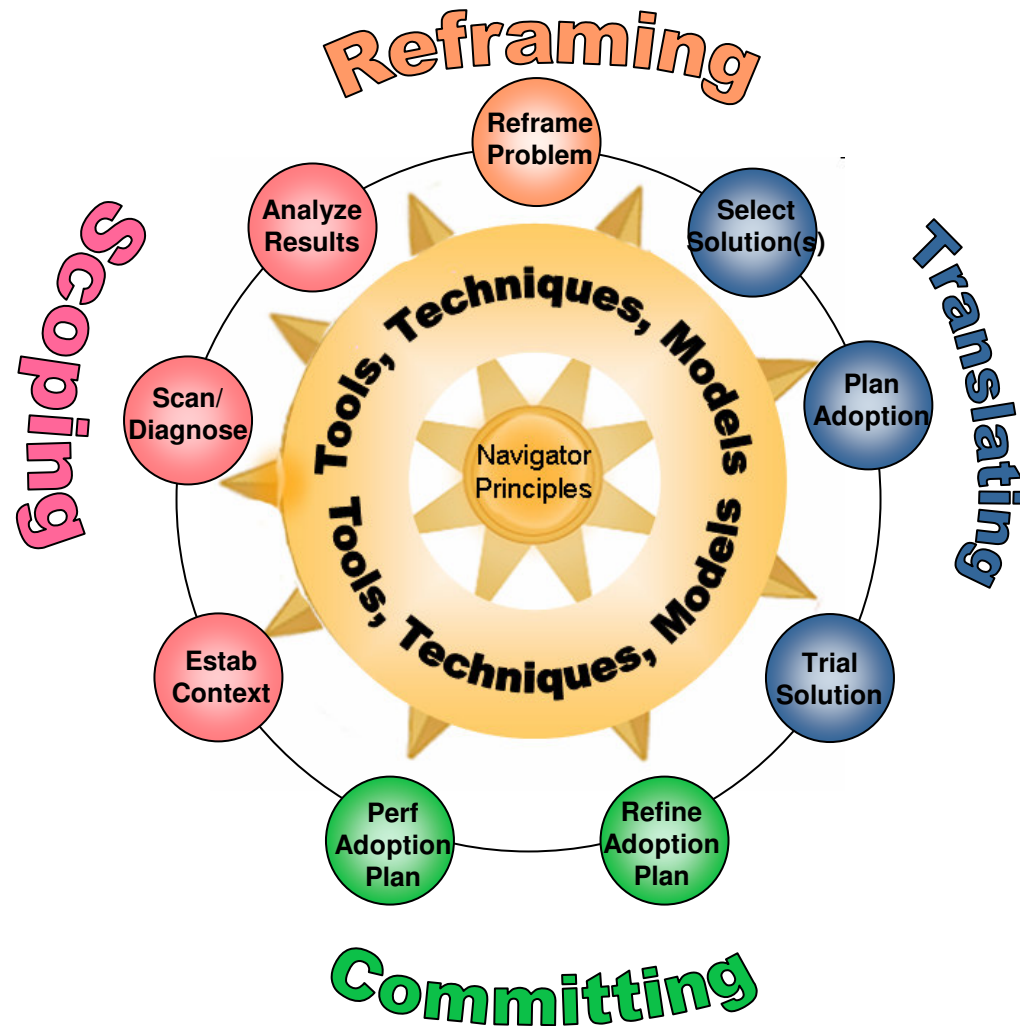 Reframing
Reframe
Problem
Analyze
Results
Select
Solution(s)
Scoping
Translating
Tools, Techniques, Models
Scan/
Diagnose
Plan
Adoption
Navigator
Principles
Tools, Techniques, Models
Estab
Context
Trial
Solution
Perf
Adoption
Plan
Refine
Adoption
Plan
Committing